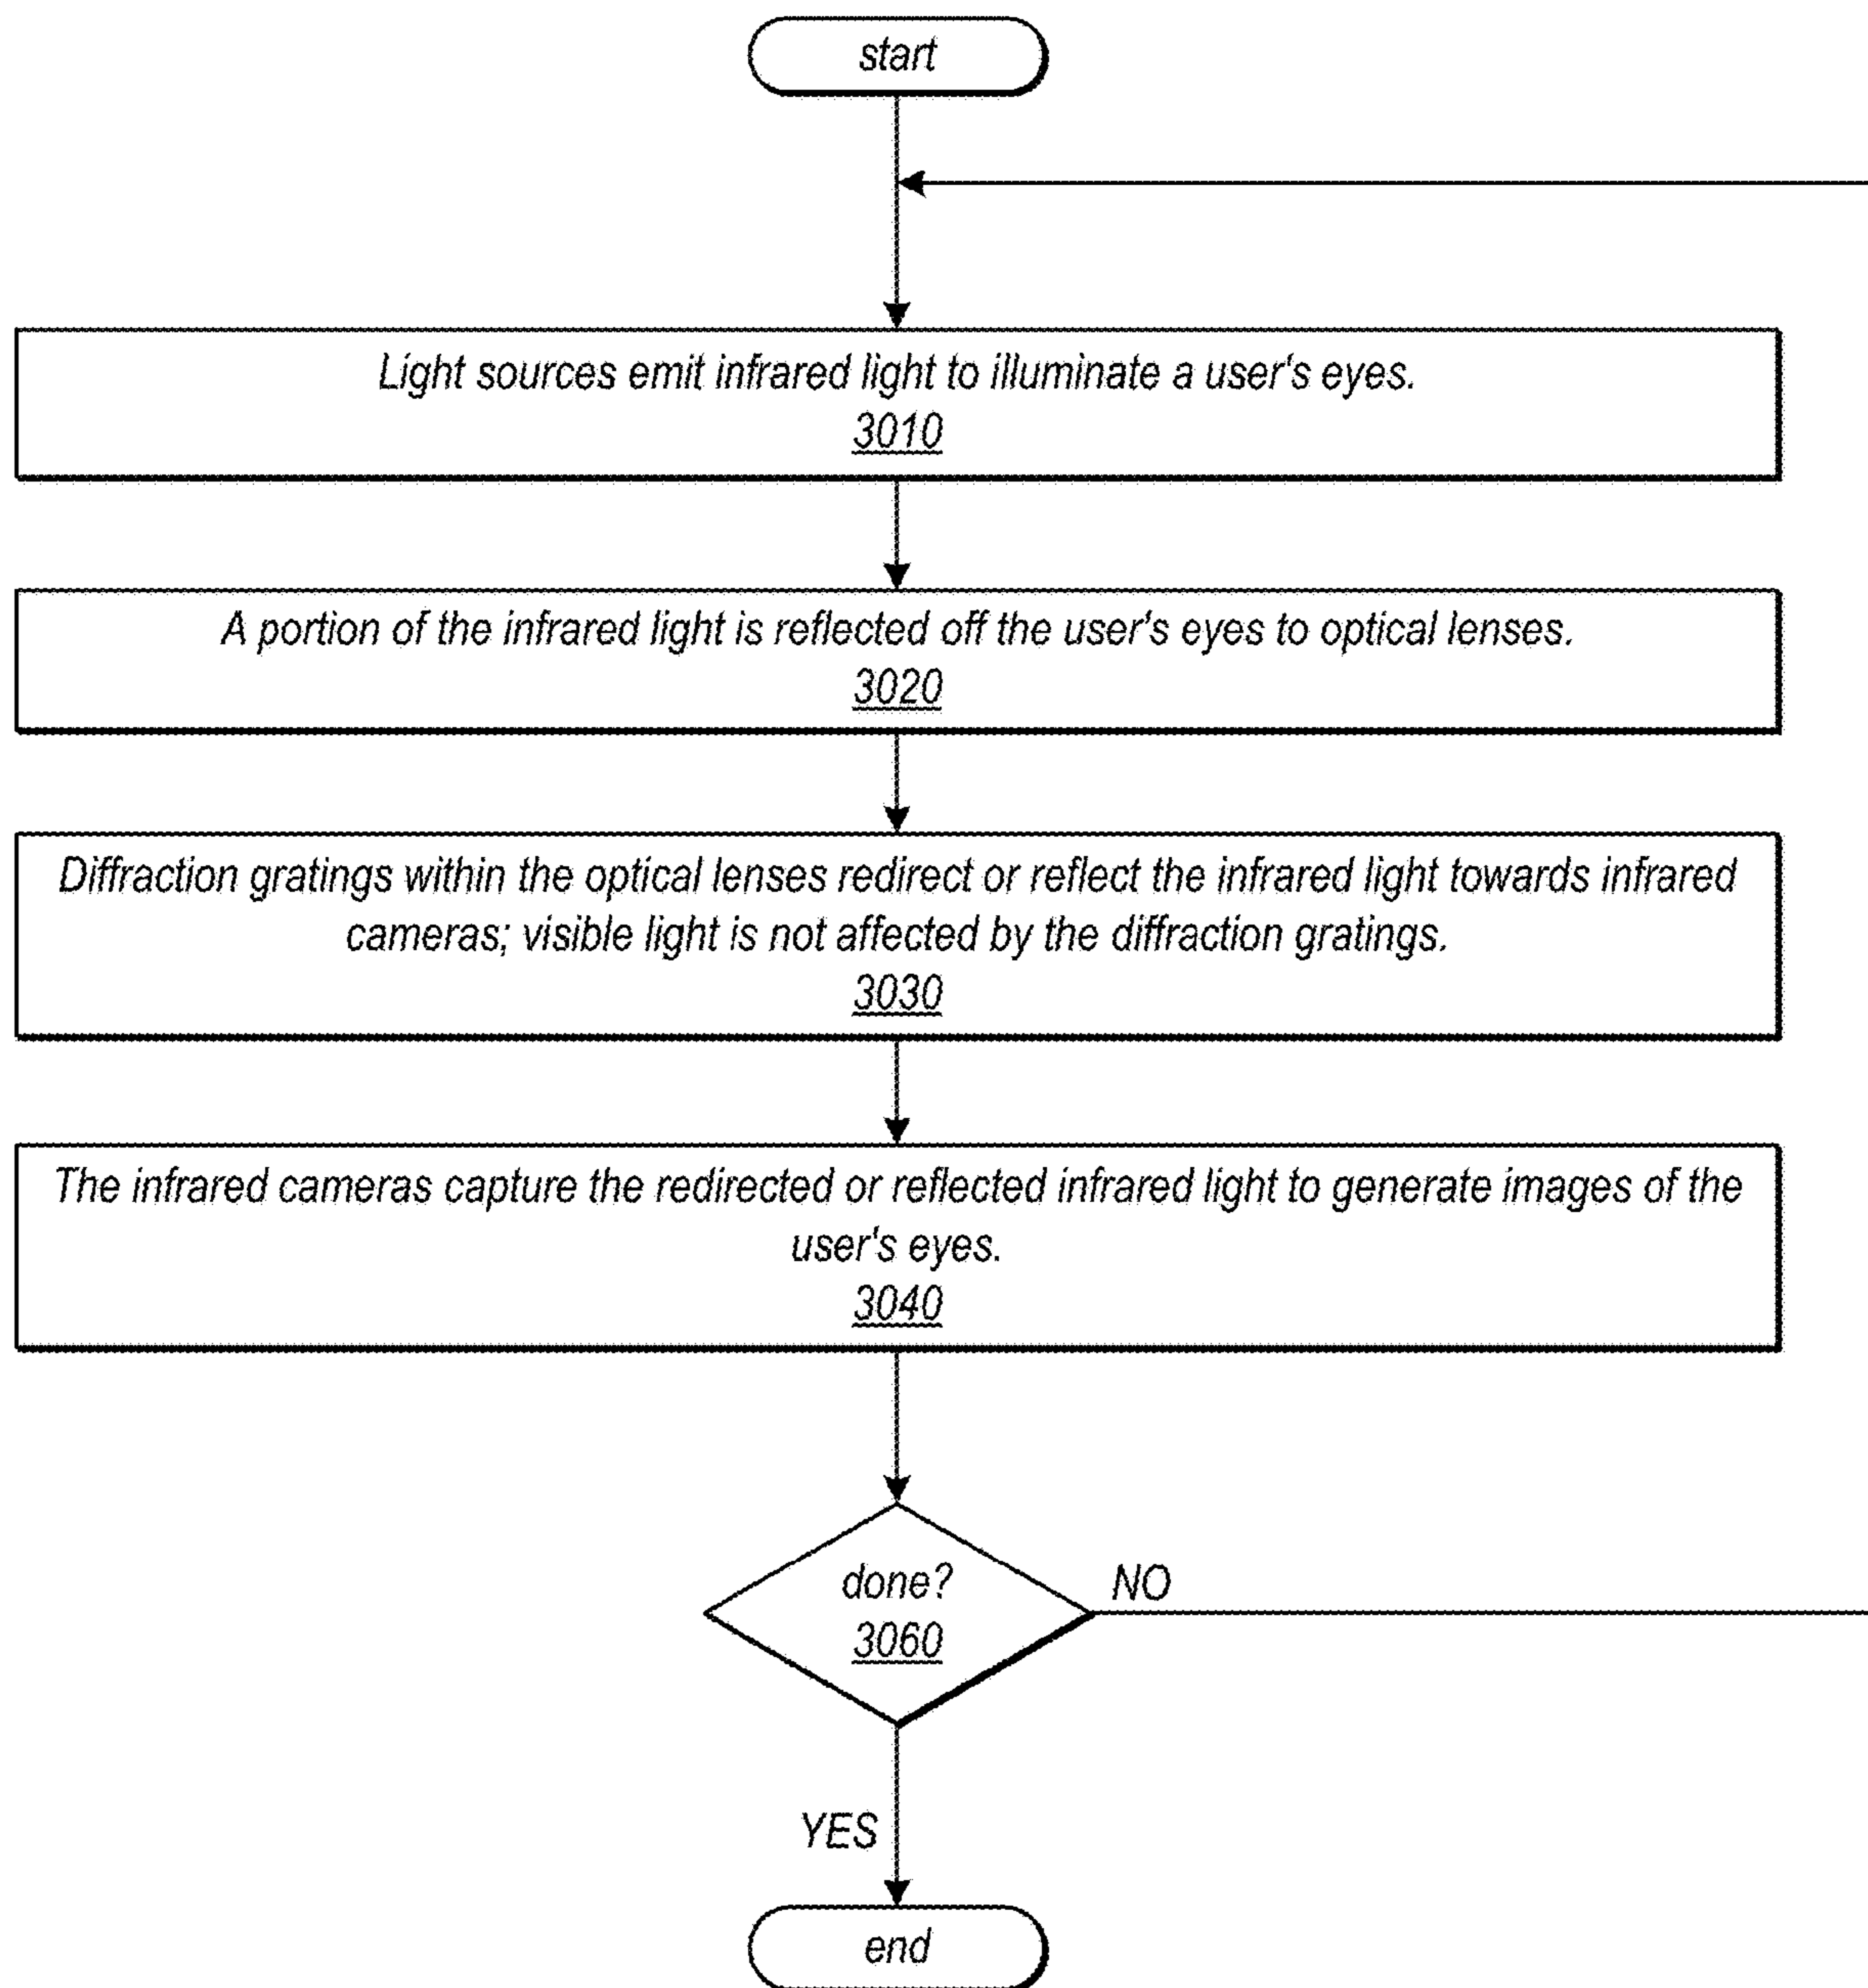 start
Light sources emit infrared light to illuminate a user's eyes.
3010
A portion of the infrared light is reflected off the user's eyes to optical lenses.
3020
Diffraction gratings within the optical lenses redirect or reflect the infrared light towards infrared
cameras; visible light is not affected by the diffraction gratings.
3030
The infrared cameras capture the redirected or reflected infrared light to generate images of the
user's eyes.
3040
done?
3060
NO
YES
end